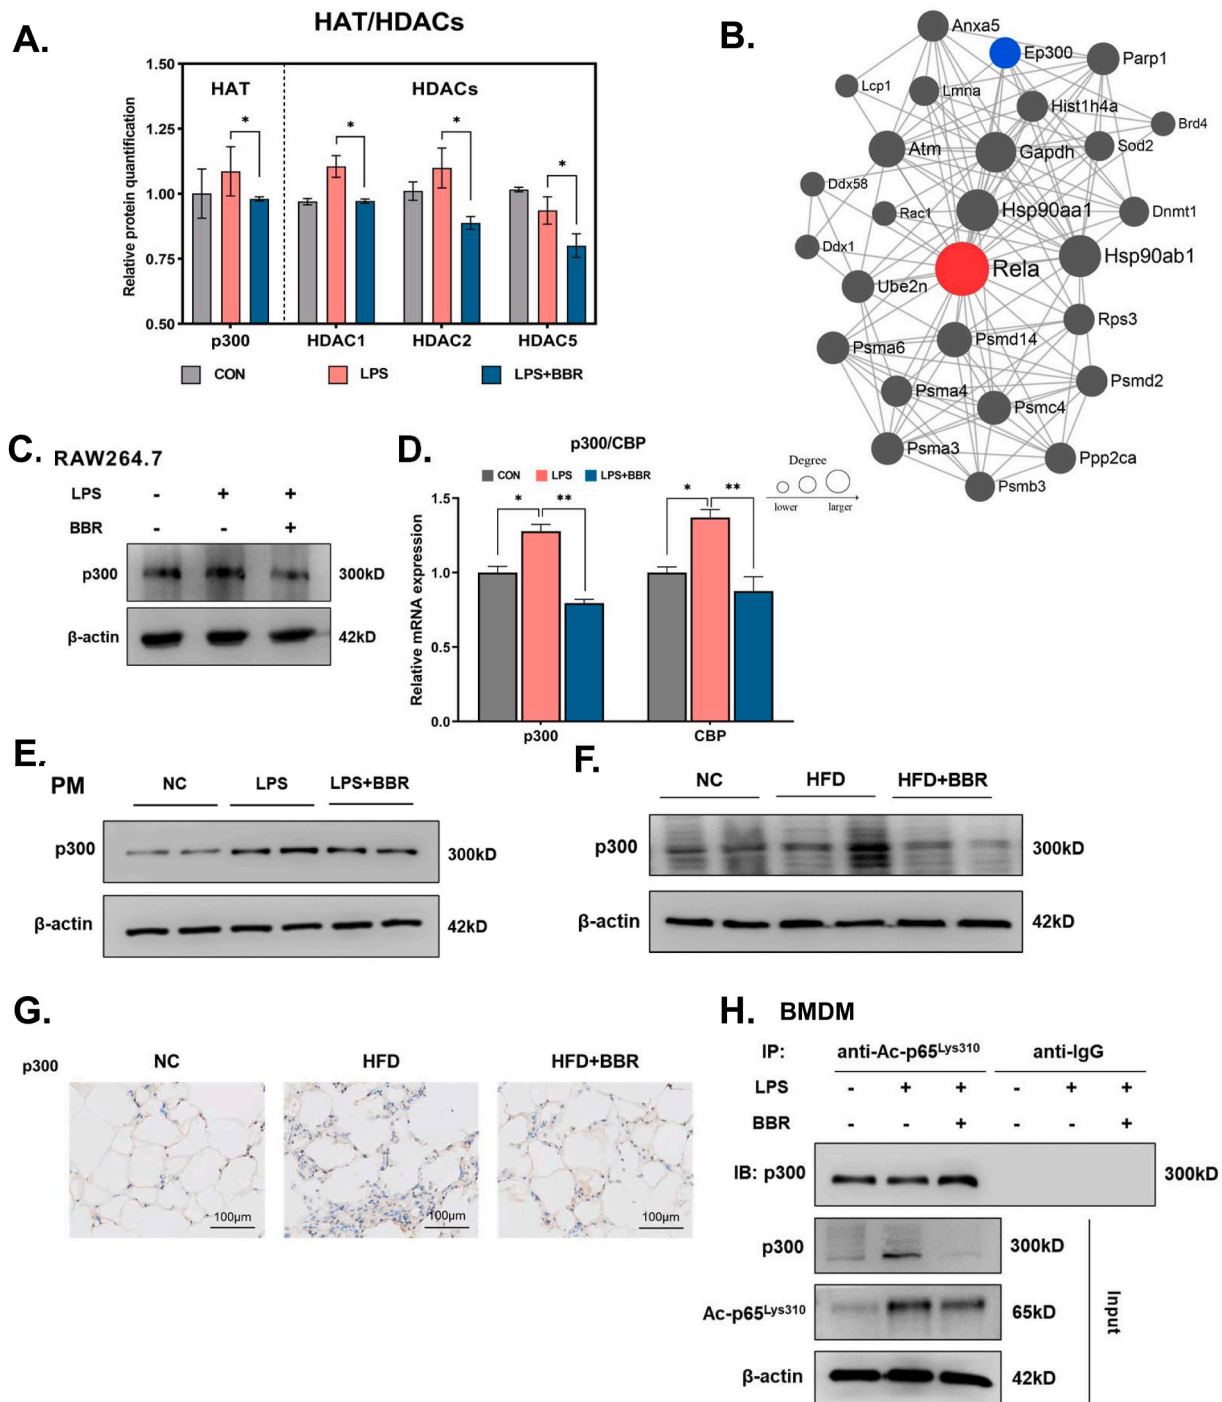 A.
HAT/HDACs
Relative protein quantification
1.50
1.25
1.00
0.75
0.50
HAT
HDACs
*
*
*
*
p300
HDAC1
HDAC2
HDAC5
CON
LPS
LPS+BBR
B.
Anxa5
Ep300
Parp1
Lcp1
Lmna
Hist1h4a
Brd4
Atm
Gapdh
Sod2
Ddx58
Rac1
Hsp90aa1
Dnmt1
Ddx1
Rela
Hsp90ab1
Ube2n
Rps3
Psma6
Psmd14
Psmd2
Psma4
Psmc4
Psma3
Ppp2ca
Psmb3
Degree
lower
larger
C. RAW264.7
LPS - + +
BBR - - +
p300 300kD
β-actin 42kD
D.
p300/CBP
CON LPS LPS+BBR
Relative mRNA expression
1.5
1.0
0.5
0.0
* **
* **
p300
CBP
E.
PM NC LPS LPS+BBR
p300 300kD
β-actin 42kD
F.
NC HFD HFD+BBR
p300 300kD
β-actin 42kD
G.
p300 NC HFD HFD+BBR
100μm
100μm
100μm
H. BMDM
IP: anti-Ac-p65Lys310 anti-IgG
LPS - + + - + +
BBR - - + - - +
IB: p300 300kD
p300 300kD
Ac-p65Lys310 65kD
β-actin 42kD
Input